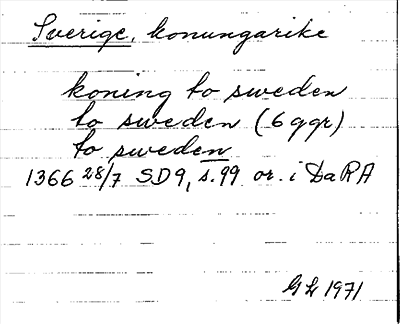 Sverige, konungarike
koning to sweden
to sweden (6 ggr)
to sweden
1366 28/7 SD9, s.99 or. i DaRA
GL 1971